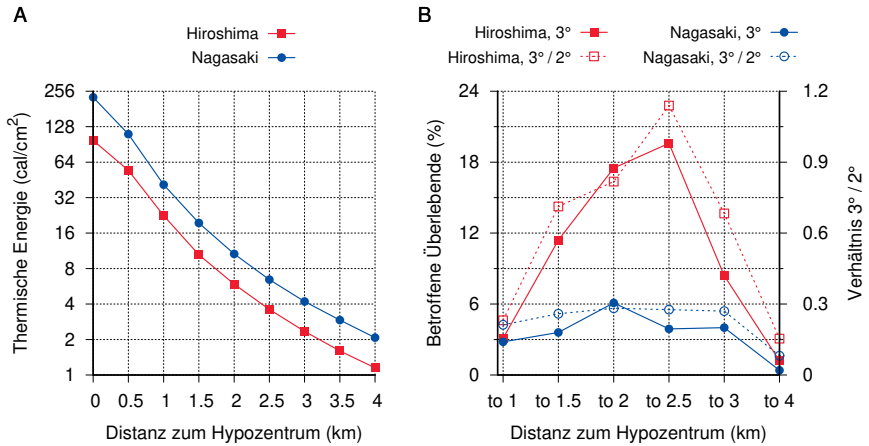 A
Hiroshima
Nagasaki
Thermische Energie (cal/cm²)
256
128
64
32
16
8
4
2
1
0 0.5 1 1.5 2 2.5 3 3.5 4
Distanz zum Hypozentrum (km)
B
Hiroshima, 3° Nagasaki, 3°
Hiroshima, 3° / 2° Nagasaki, 3° / 2°
Betroffene Überlebende (%)
24
18
12
6
0
to 1 to 1.5 to 2 to 2.5 to 3 to 4
Distanz zum Hypozentrum (km)
1.2
0.9
0.6
0.3
0
Verhältnis 3° / 2°